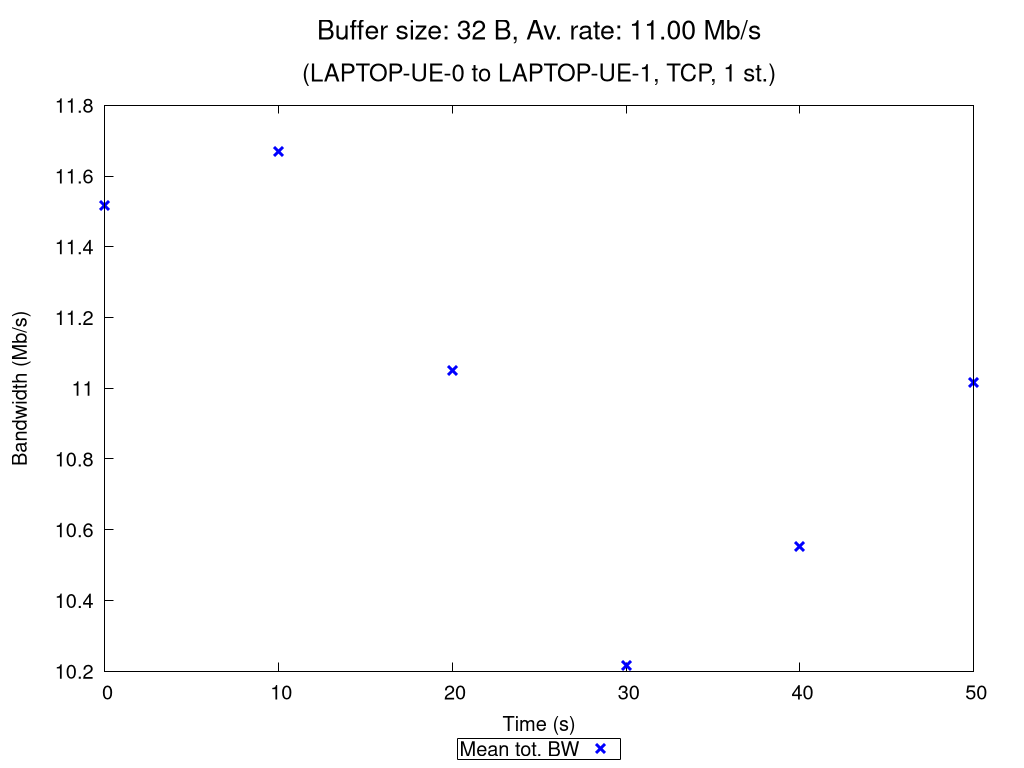 Buffer size: 32 B, Av. rate: 11.00 Mb/s
(LAPTOP-UE-0 to LAPTOP-UE-1, TCP, 1 st.)
11.8
11.6
11.4
11.2
11
10.8
10.6
10.4
10.2
Bandwidth (Mb/s)
0 10 20 30 40 50
Time (s)
Mean tot. BW